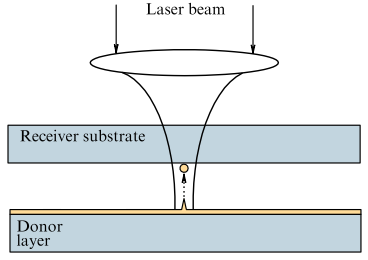 Laser beam
Receiver substrate
Donor
layer